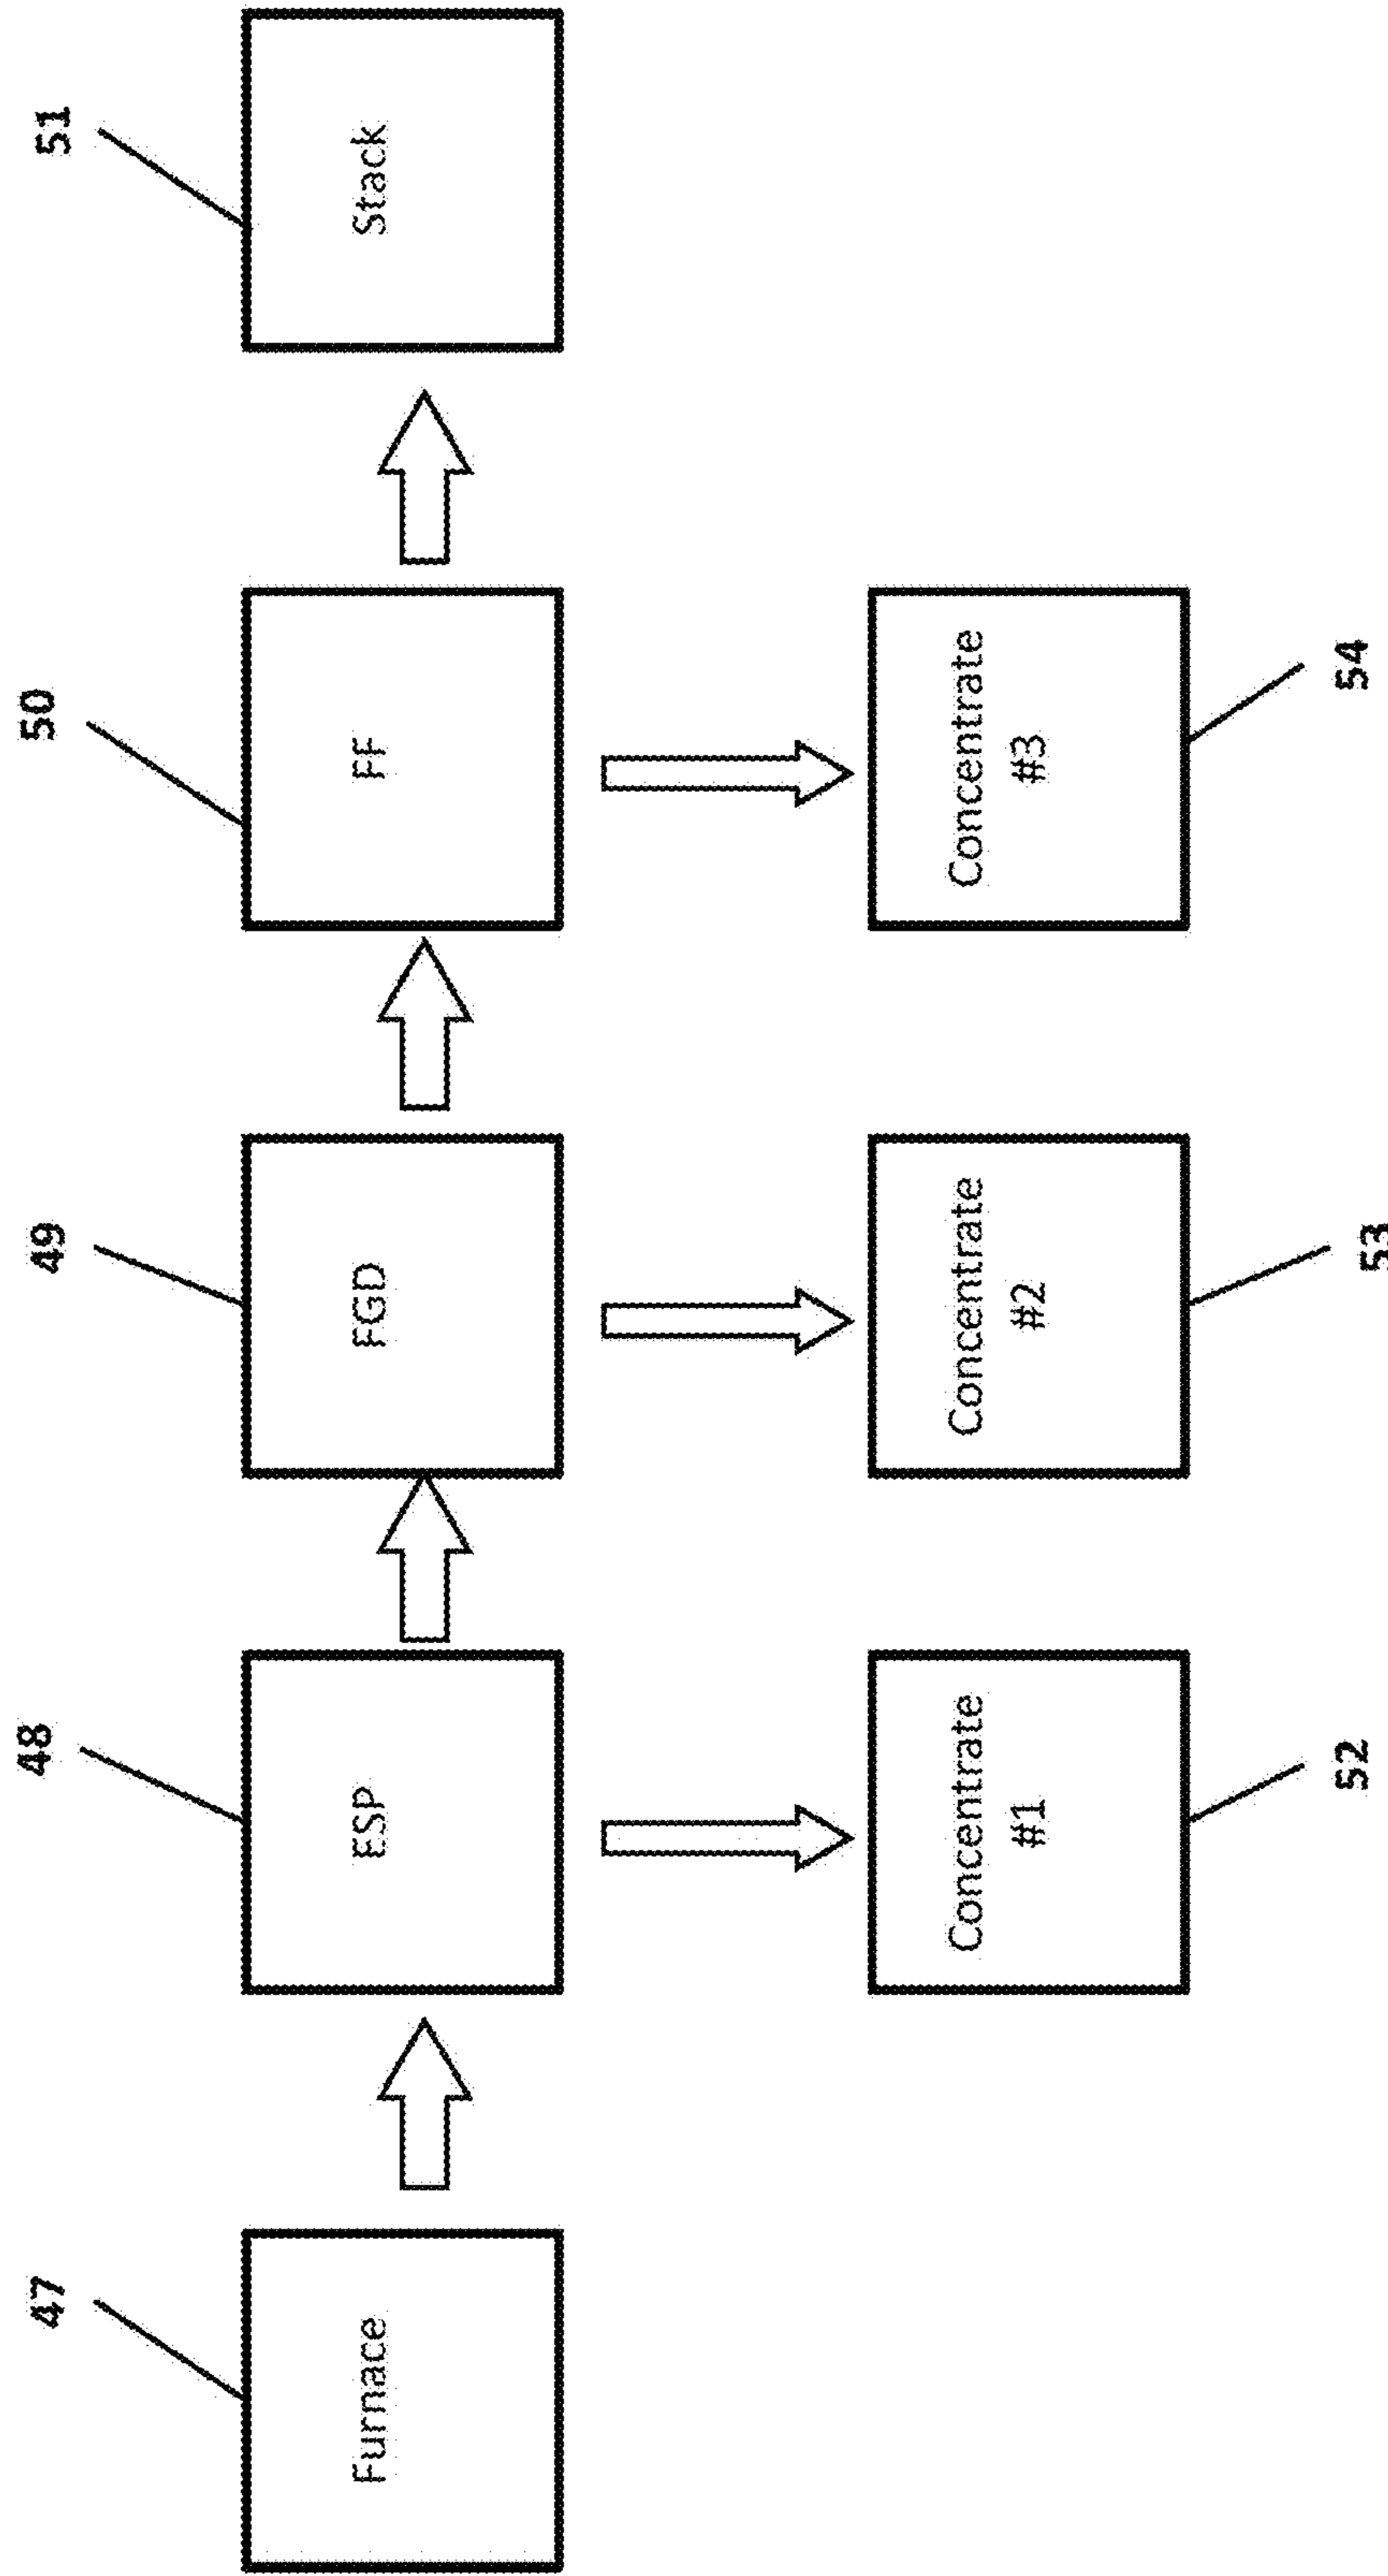 47
48
49
50
51
Furnace
ESP
FGD
FF
Stack
Concentrate
#1
Concentrate
#2
Concentrate
#3
52
53
54